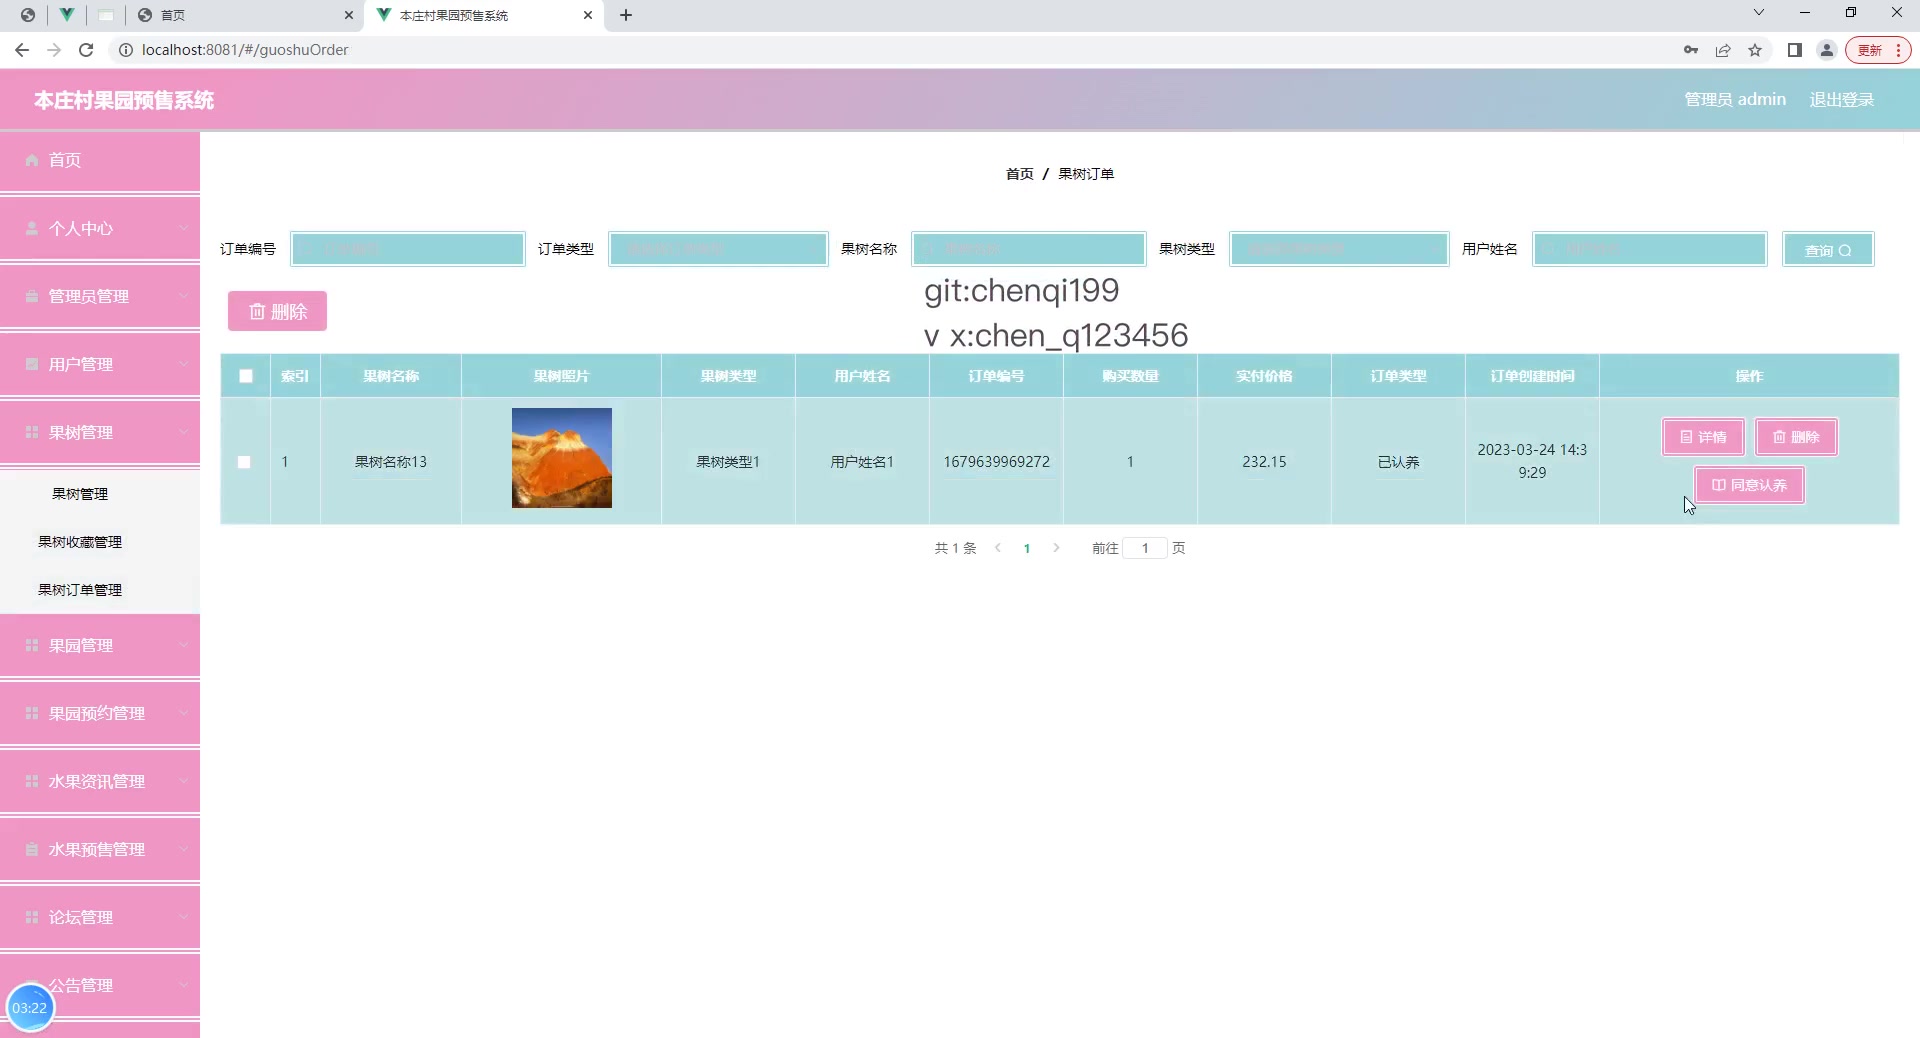 首页
本庄村果园预售系统
localhost:8081/#/guoshuOrder
更新
本庄村果园预售系统
管理员 admin
退出登录
首页
个人中心
管理员管理
用户管理
果树管理
果树管理
果树收藏管理
果树订单管理
果园管理
果园预约管理
水果资讯管理
水果预售管理
论坛管理
公告管理
03:22
首页 / 果树订单
订单编号 订单类型 果树名称 果树类型 用户姓名 查询
git:chenqi199
v x:chen_q123456
删除
索引 果树名称 果树照片 果树类型 用户姓名 订单编号 购买数量 实付价格 订单类型 订单创建时间 操作
1 果树名称13 果树类型1 用户姓名1 1679639969272 1 232.15 已认养 2023-03-24 14:3
9:29
详情 删除
同意认养
共 1 条 1 前往 1 页